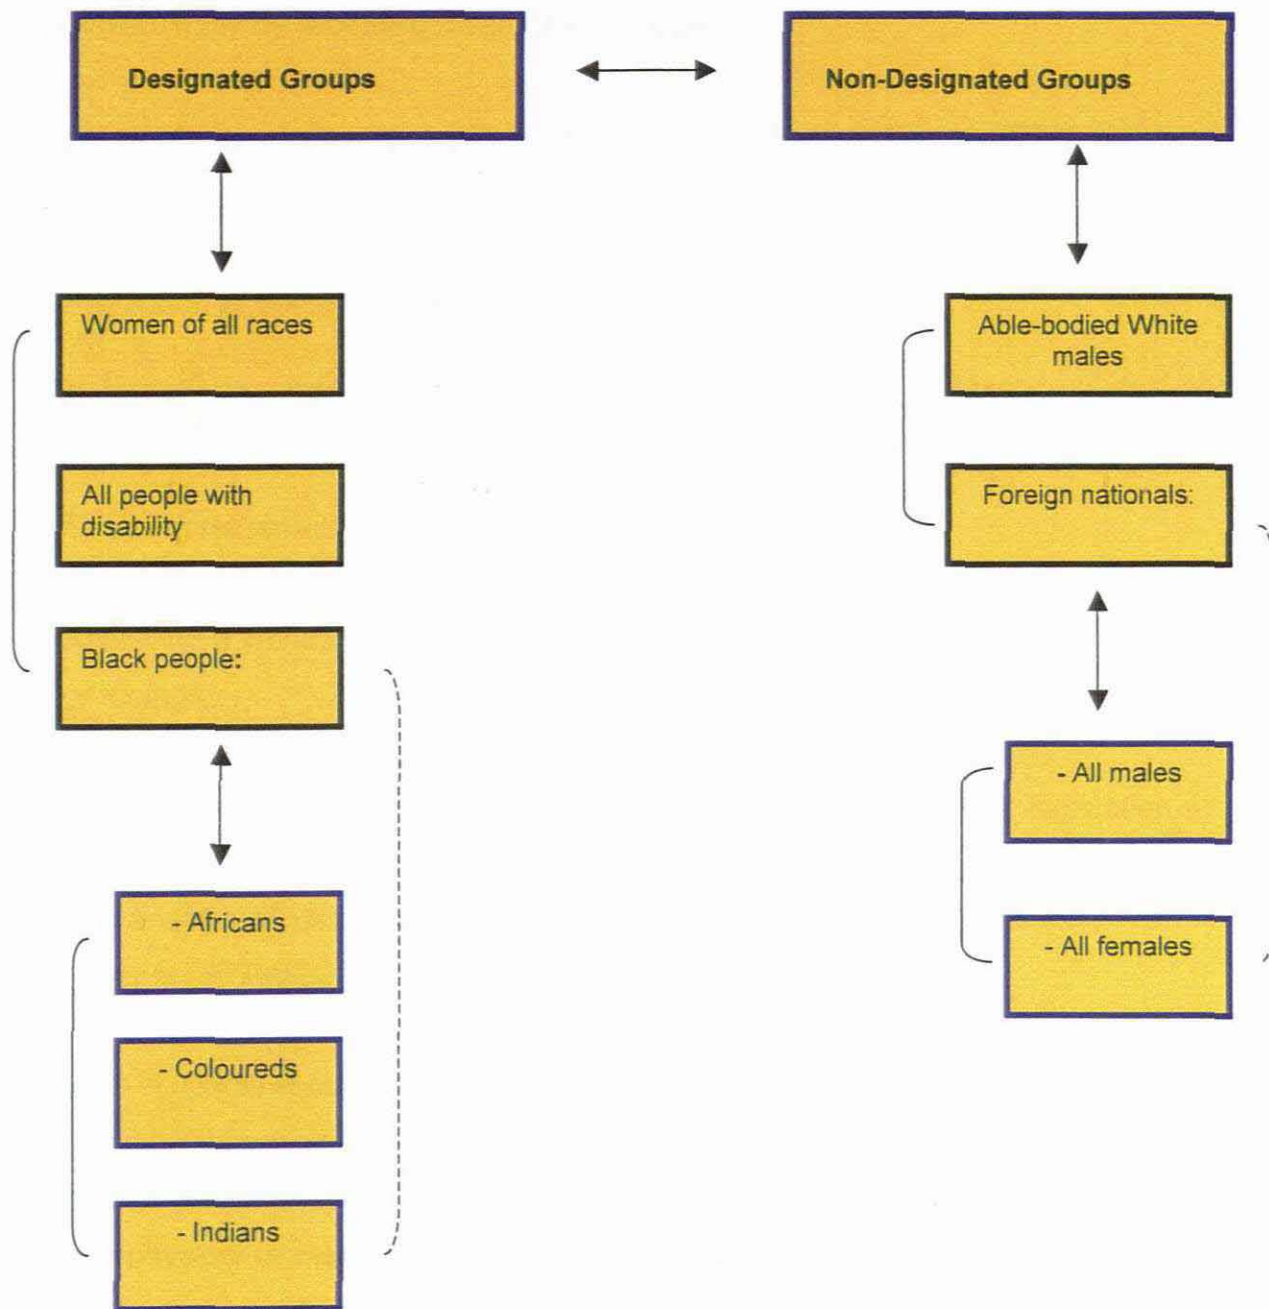 Designated Groups
Non-Designated Groups
Women of all races
All people with
disability
Black people:
- Africans
- Coloureds
- Indians
Able-bodied White
males
Foreign nationals:
- All males
- All females